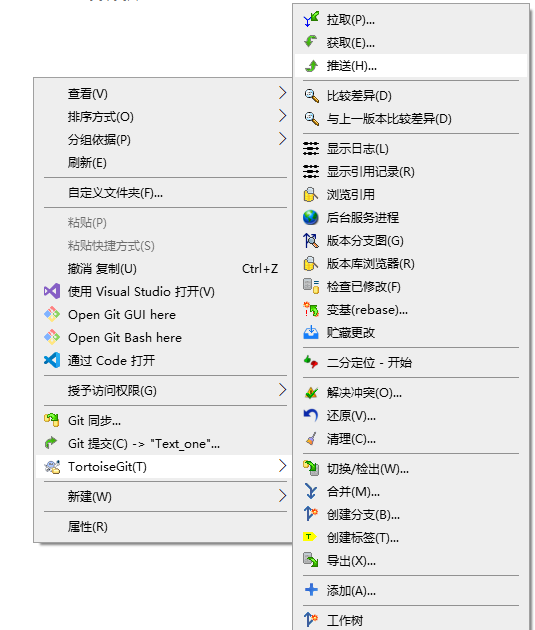 查看(V)
排序方式(O)
分组依据(P)
刷新(E)
自定义文件夹(F)...
粘贴(P)
粘贴快捷方式(S)
撤消 复制(U) Ctrl+Z
使用 Visual Studio 打开(V)
Open Git GUI here
Open Git Bash here
通过 Code 打开
授予访问权限(G)
Git 同步...
Git 提交(C) -> "Text_one"...
TortoiseGit(T)
新建(W)
属性(R)
拉取(P)...
获取(E)...
推送(H)...
比较差异(D)
与上一版本比较差异(D)
显示日志(L)
显示引用记录(R)
浏览引用
后台服务进程
版本分支图(G)
版本库浏览器(R)
检查已修改(F)
变基(rebase)...
贮藏更改
二分定位 - 开始
解决冲突(O)...
还原(V)...
清理(C)...
切换/检出(W)...
合并(M)...
创建分支(B)...
创建标签(T)...
导出(X)...
添加(A)...
工作树